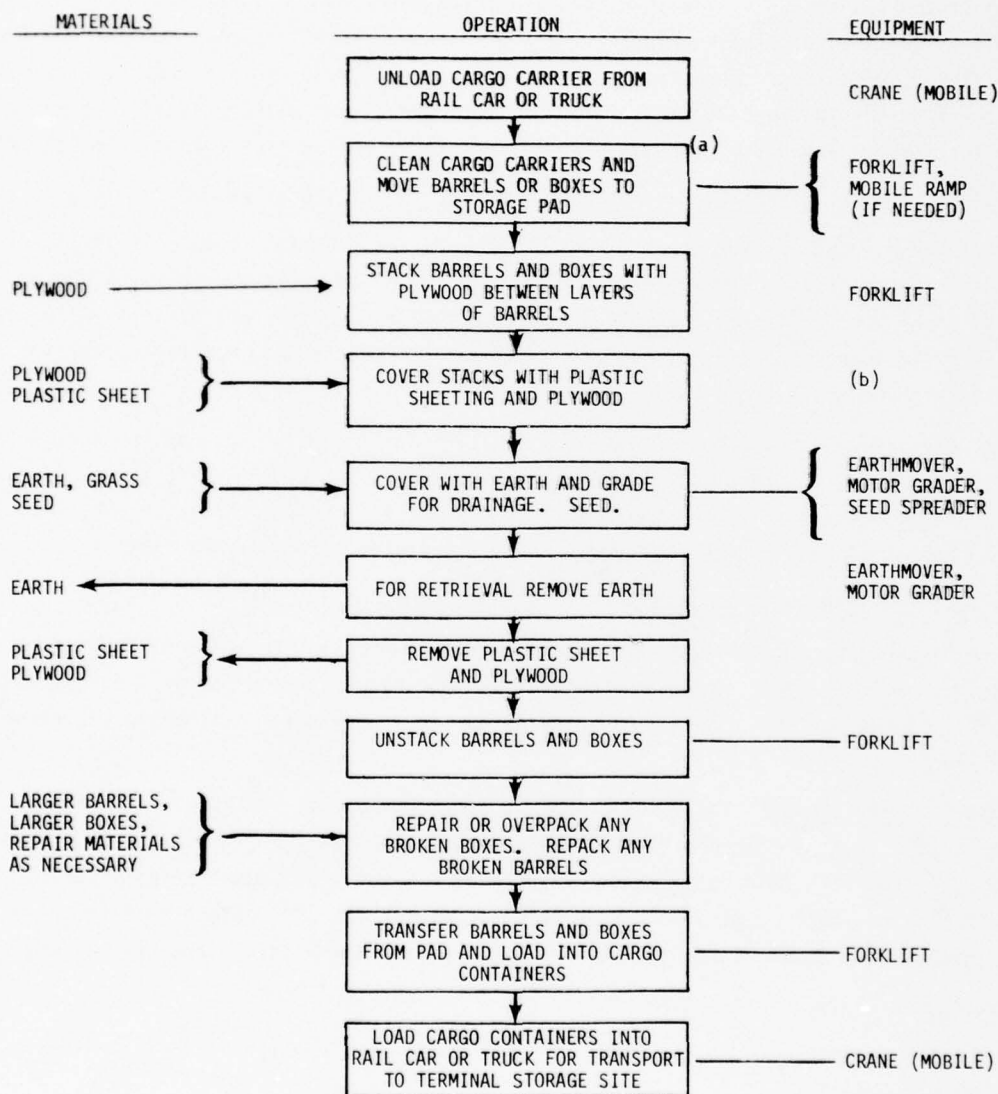 MATERIALS
OPERATION
EQUIPMENT
UNLOAD CARGO CARRIER FROM
RAIL CAR OR TRUCK
CRANE (MOBILE)
(a)
CLEAN CARGO CARRIERS AND
MOVE BARRELS OR BOXES TO
STORAGE PAD
FORKLIFT,
MOBILE RAMP
(IF NEEDED)
PLYWOOD
STACK BARRELS AND BOXES WITH
PLYWOOD BETWEEN LAYERS
OF BARRELS
FORKLIFT
PLYWOOD
PLASTIC SHEET
COVER STACKS WITH PLASTIC
SHEETING AND PLYWOOD
(b)
EARTH, GRASS
SEED
COVER WITH EARTH AND GRADE
FOR DRAINAGE. SEED.
EARTHMOVER,
MOTOR GRADER,
SEED SPREADER
EARTH
FOR RETRIEVAL REMOVE EARTH
EARTHMOVER,
MOTOR GRADER
PLASTIC SHEET
PLYWOOD
REMOVE PLASTIC SHEET
AND PLYWOOD
UNSTACK BARRELS AND BOXES
FORKLIFT
LARGER BARRELS,
LARGER BOXES,
REPAIR MATERIALS
AS NECESSARY
REPAIR OR OVERPACK ANY
BROKEN BOXES. REPACK ANY
BROKEN BARRELS
TRANSFER BARRELS AND BOXES
FROM PAD AND LOAD INTO CARGO
CONTAINERS
FORKLIFT
LOAD CARGO CONTAINERS INTO
RAIL CAR OR TRUCK FOR TRANSPORT
TO TERMINAL STORAGE SITE
CRANE (MOBILE)